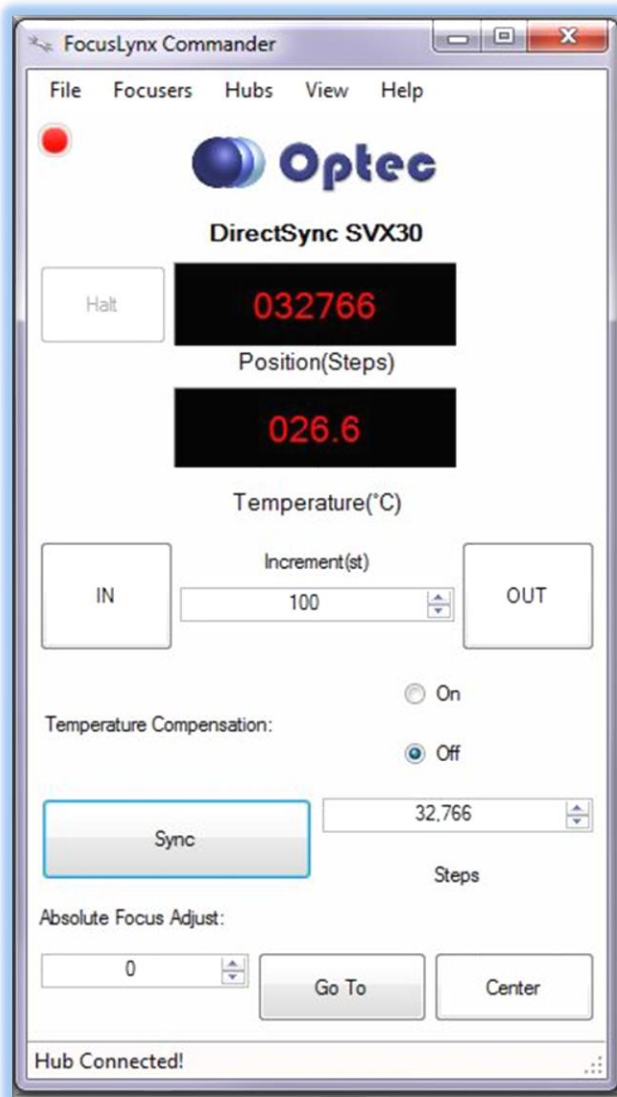 FocusLynx Commander
File Focusers Hubs View Help
Optec
DirectSync SVX30
Halt
032766
Position(Steps)
026.6
Temperature(°C)
IN
Increment(st)
100
OUT
On
Temperature Compensation:
Off
Sync
32,766
Steps
Absolute Focus Adjust:
0
Go To
Center
Hub Connected!